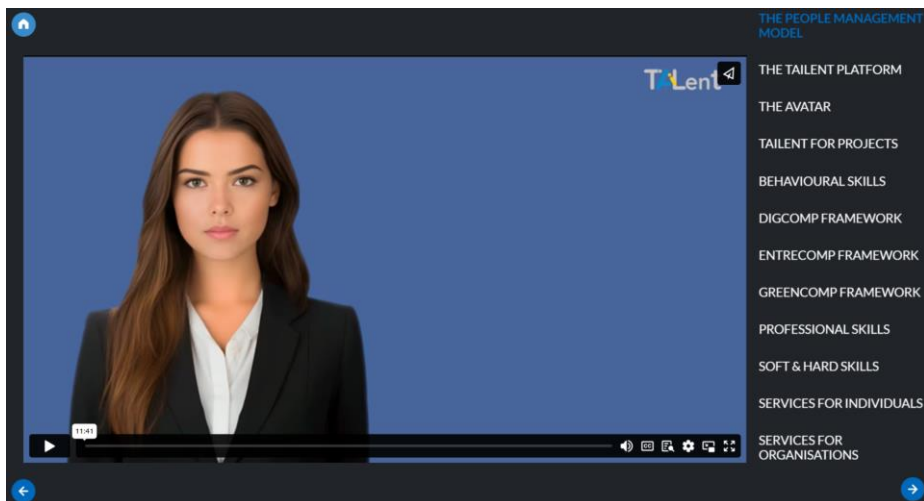 THE PEOPLE MANAGEMENT
MODEL
TAILent
THE TAILENT PLATFORM
THE AVATAR
TAILENT FOR PROJECTS
BEHAVIOURAL SKILLS
DIGCOMP FRAMEWORK
ENTRECOMP FRAMEWORK
GREENCOMP FRAMEWORK
PROFESSIONAL SKILLS
SOFT & HARD SKILLS
SERVICES FOR INDIVIDUALS
SERVICES FOR
ORGANISATIONS
11:41
CC